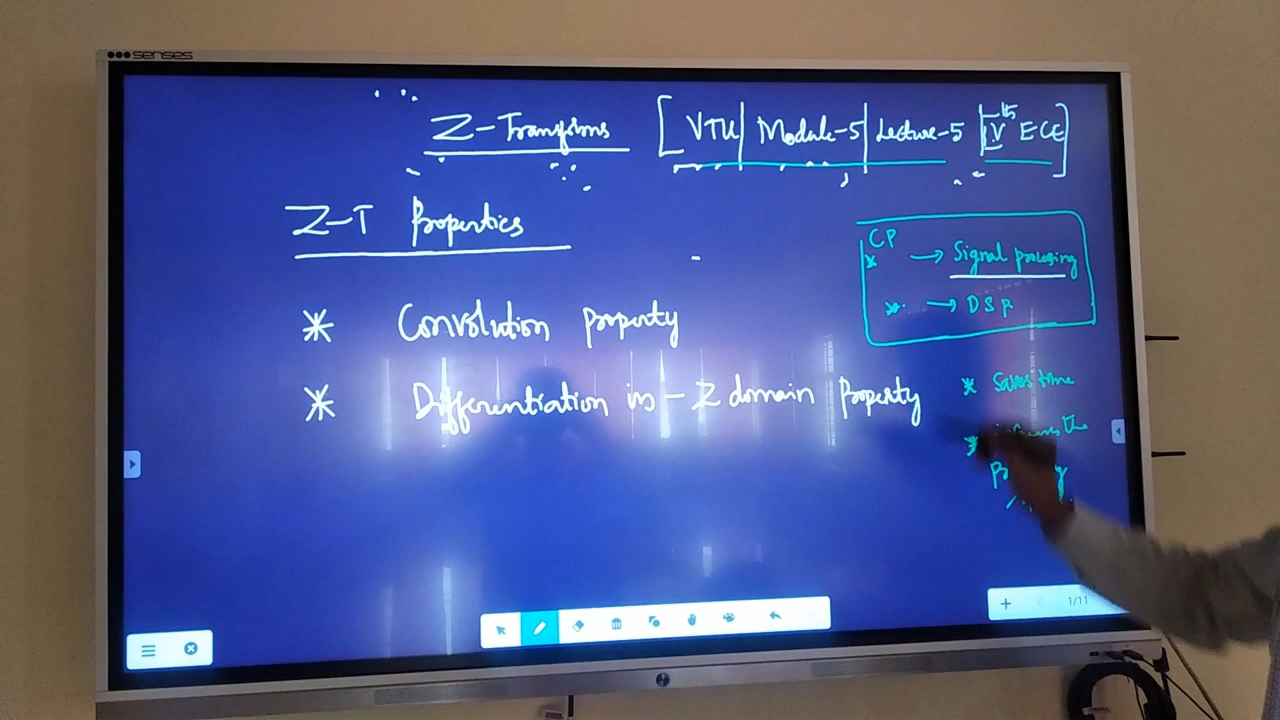 senses
Z-Transforms [VTU | Module-5 | Lecture-5 | Vth ECE]
Z-T Properties
CP
* → Signal processing
* → DSP
* Convolution property
* Differentiation in - Z domain Property
* Saves time
* the
1/11